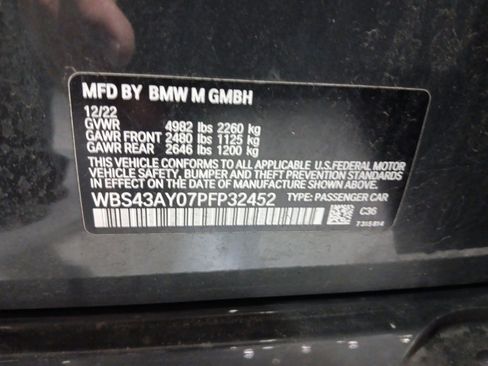 MFD BY BMW M GMBH
12/22
GVWR 4982 lbs 2260 kg
GAWR FRONT 2480 lbs 1125 kg
GAWR REAR 2646 lbs 1200 kg
THIS VEHICLE CONFORMS TO ALL APPLICABLE U.S.FEDERAL MOTOR
VEHICLE SAFETY, BUMPER AND THEFT PREVENTION STANDARDS IN
EFFECT ON THE DATE OF MANUFACTURE SHOWN ABOVE.
WBS43AY07PFP32452 TYPE: PASSENGER CAR
C36
7315814